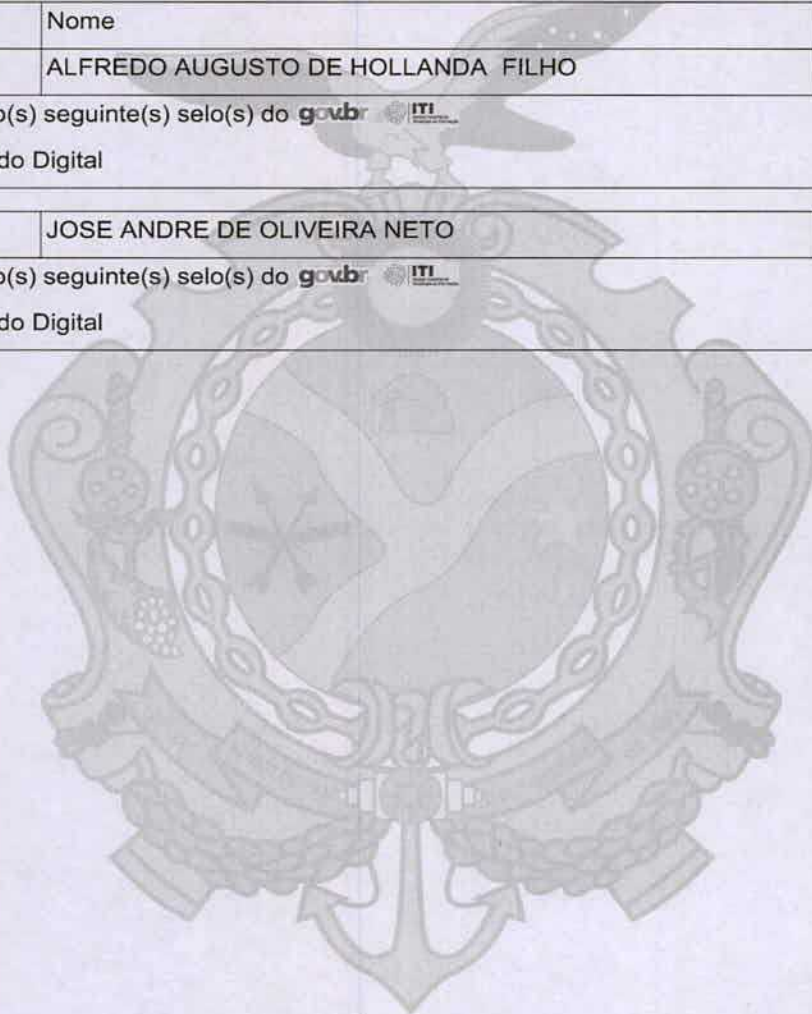 Nome
ALFREDO AUGUSTO DE HOLLANDA FILHO
o(s) seguinte(s) selo(s) do gov.br ITI
do Digital
JOSE ANDRE DE OLIVEIRA NETO
o(s) seguinte(s) selo(s) do gov.br ITI
do Digital